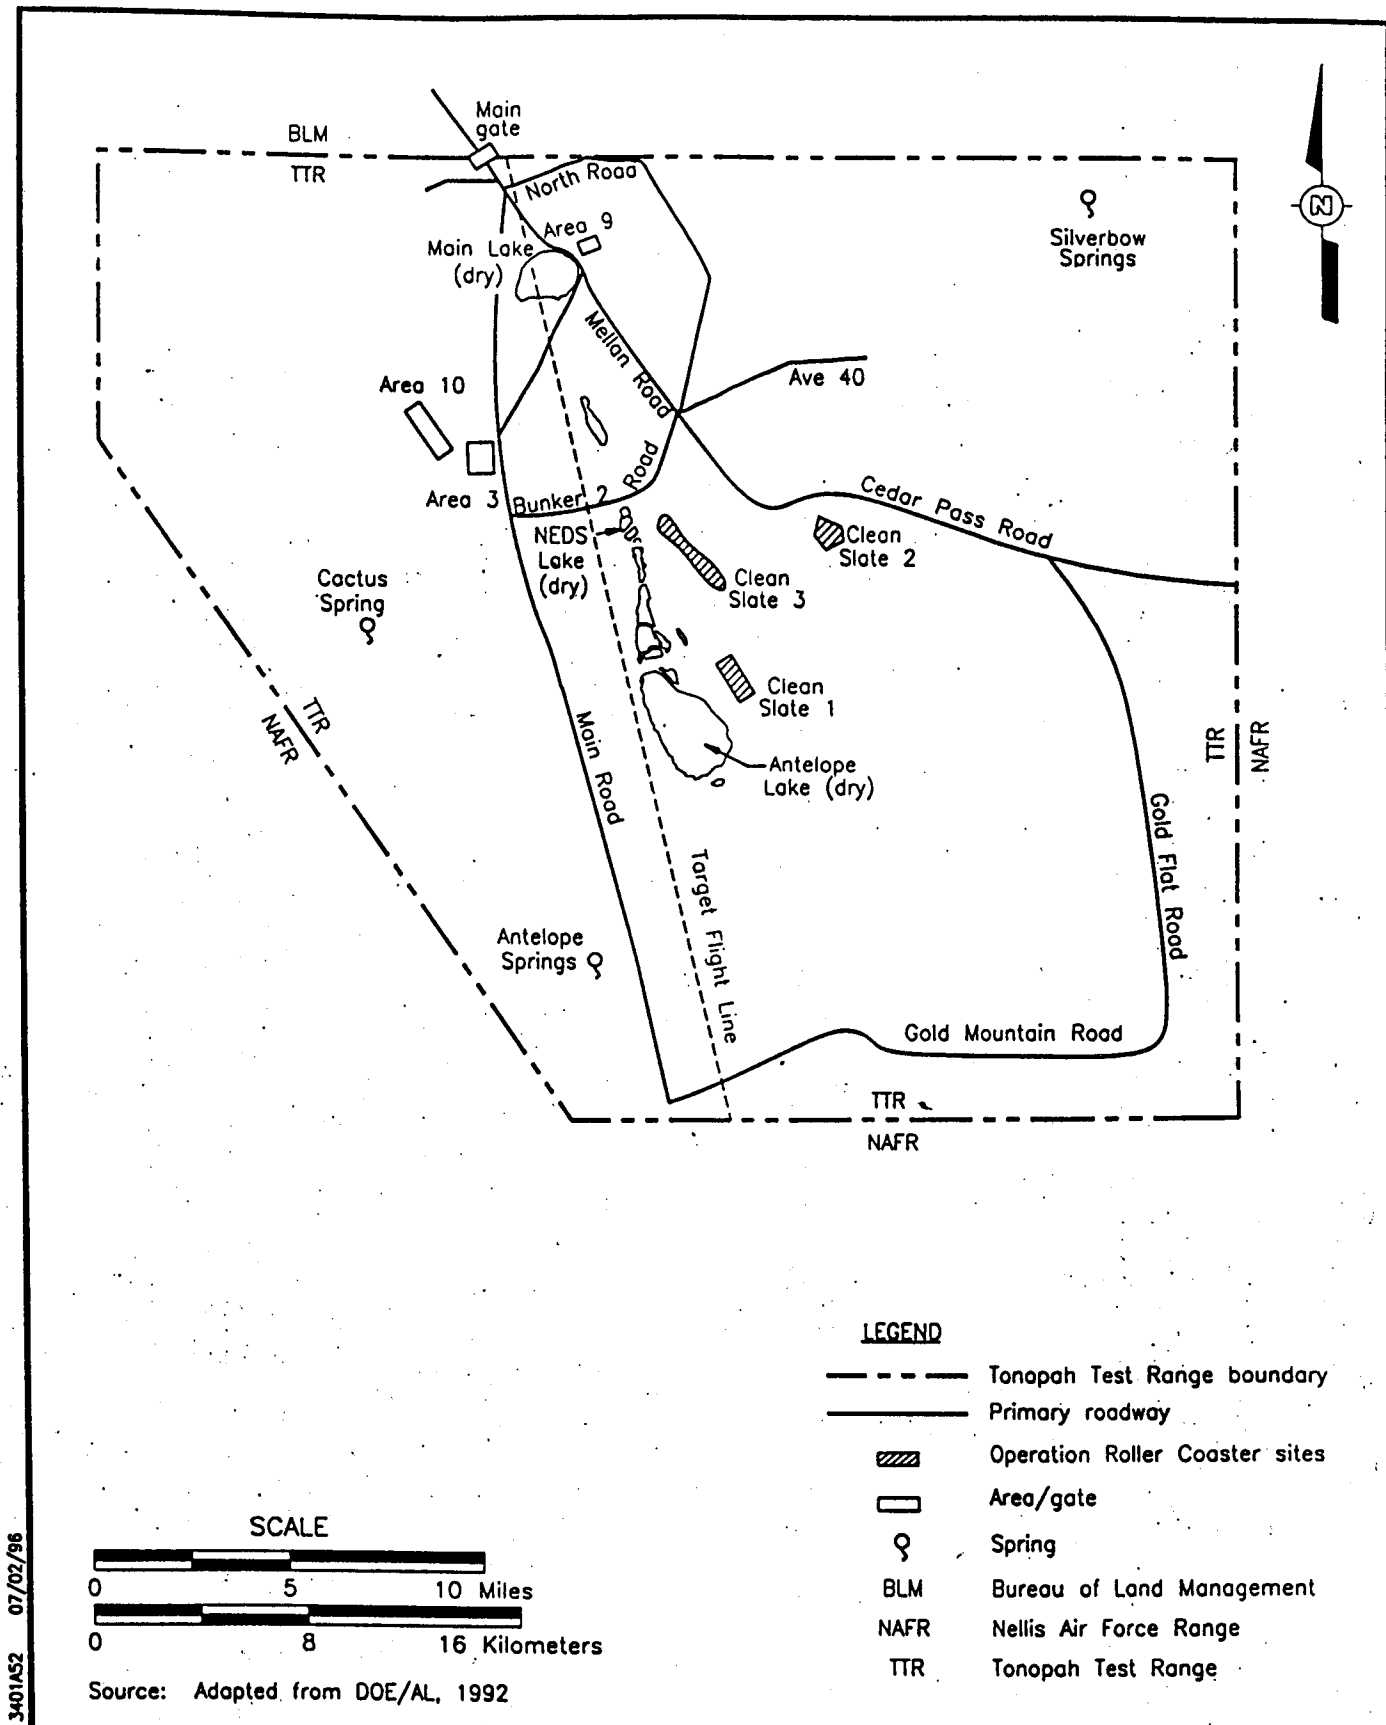 Main
gate
BLM
TTR
North Road
Area 9
Main Lake
(dry)
Silverbow
Springs
N
Mellan Road
Ave 40
Area 10
Area 3
Bunker 2 Road
Cedar Pass Road
NEDS
Lake
(dry)
Clean
Slate 2
Clean
Slate 3
Cactus
Spring
Clean
Slate 1
TTR
NAFR
Main Road
Antelope
Lake (dry)
TTR
NAFR
Gold Flat Road
Target Flight Line
Antelope
Springs
Gold Mountain Road
TTR
NAFR
LEGEND
Tonopah Test Range boundary
Primary roadway
Operation Roller Coaster sites
Area/gate
Spring
BLM Bureau of Land Management
NAFR Nellis Air Force Range
TTR Tonopah Test Range
SCALE
0 5 10 Miles
0 8 16 Kilometers
Source: Adapted from DOE/AL, 1992
3401A52 07/02/96